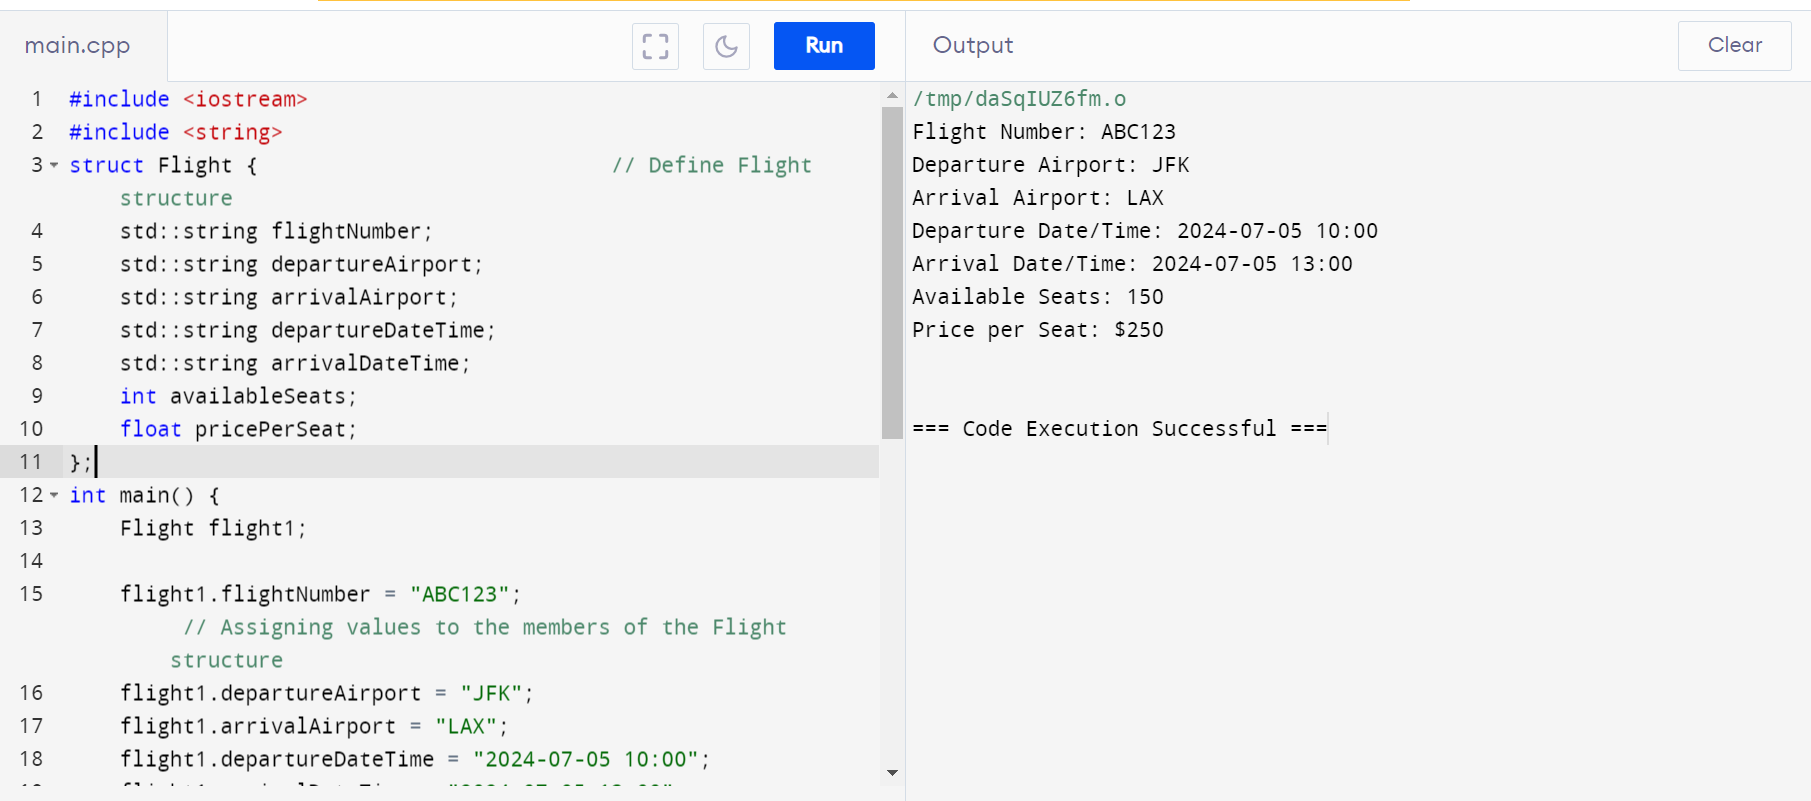 main.cpp
Run
Output
Clear
1 #include <iostream>
2 #include <string>
3 struct Flight { // Define Flight
structure
4 std::string flightNumber;
5 std::string departureAirport;
6 std::string arrivalAirport;
7 std::string departureDateTime;
8 std::string arrivalDateTime;
9 int availableSeats;
10 float pricePerSeat;
11 };
12 int main() {
13 Flight flight1;
14
15 flight1.flightNumber = "ABC123";
// Assigning values to the members of the Flight
structure
16 flight1.departureAirport = "JFK";
17 flight1.arrivalAirport = "LAX";
18 flight1.departureDateTime = "2024-07-05 10:00";
/tmp/daSqIUZ6fm.o
Flight Number: ABC123
Departure Airport: JFK
Arrival Airport: LAX
Departure Date/Time: 2024-07-05 10:00
Arrival Date/Time: 2024-07-05 13:00
Available Seats: 150
Price per Seat: $250
=== Code Execution Successful ===